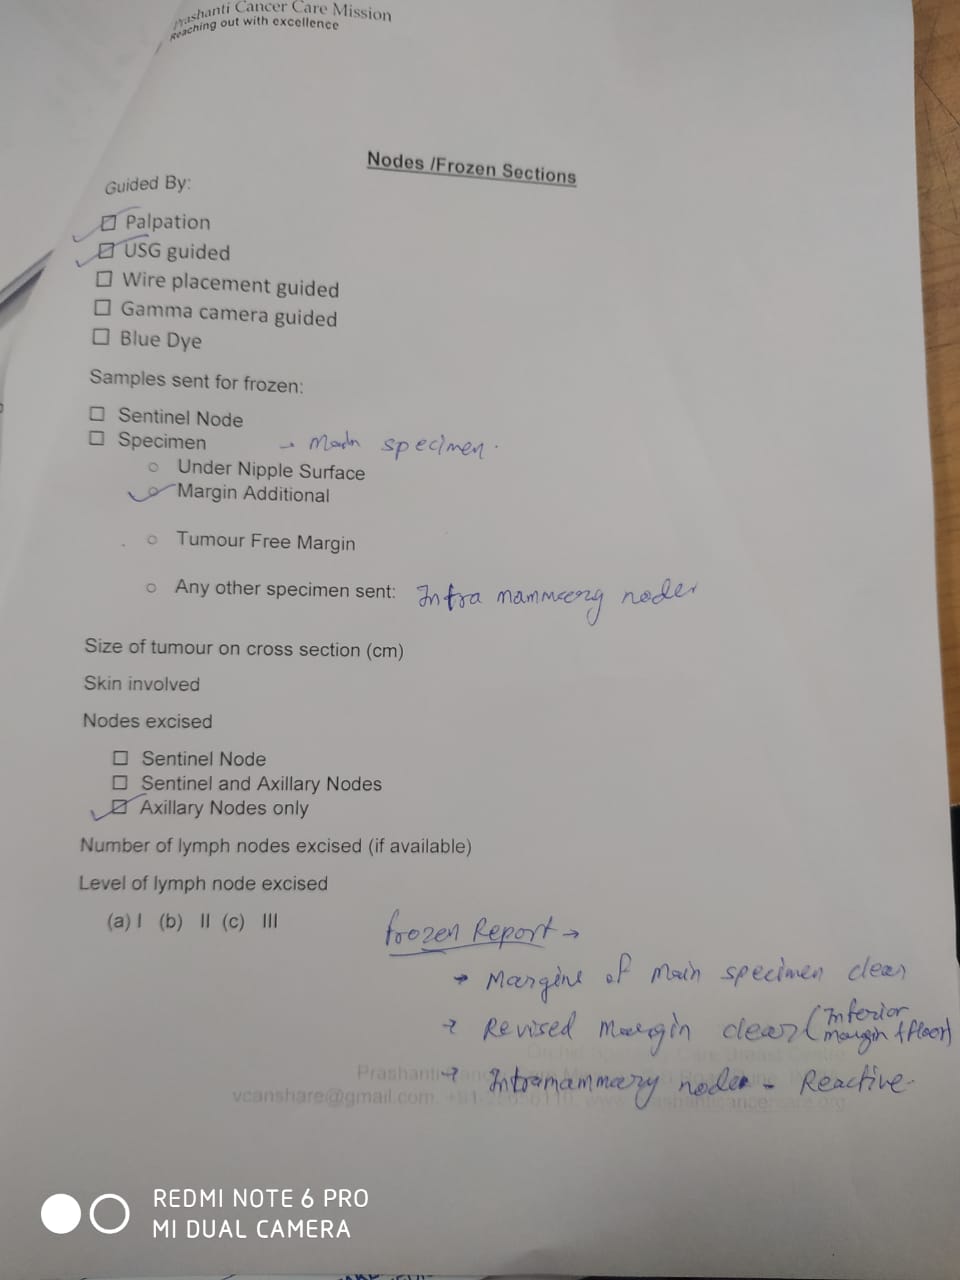 Prashanti Cancer Care Mission
Reaching out with excellence
Nodes /Frozen Sections
Guided By:
☑ Palpation
☑ USG guided
☐ Wire placement guided
☐ Gamma camera guided
☐ Blue Dye
Samples sent for frozen:
☐ Sentinel Node
☐ Specimen → Main specimen.
○ Under Nipple Surface
✓ Margin Additional
○ Tumour Free Margin
○ Any other specimen sent: Intra mammary nodes
Size of tumour on cross section (cm)
Skin involved
Nodes excised
☐ Sentinel Node
☐ Sentinel and Axillary Nodes
☑ Axillary Nodes only
Number of lymph nodes excised (if available)
Level of lymph node excised
(a) I (b) II (c) III
frozen Report →
→ Margins of main specimen clear
→ Revised Margin clear (Inferior margin + floor)
→ Intramammary node - Reactive.
Prashanti
vcanshare@gmail.com
REDMI NOTE 6 PRO
MI DUAL CAMERA